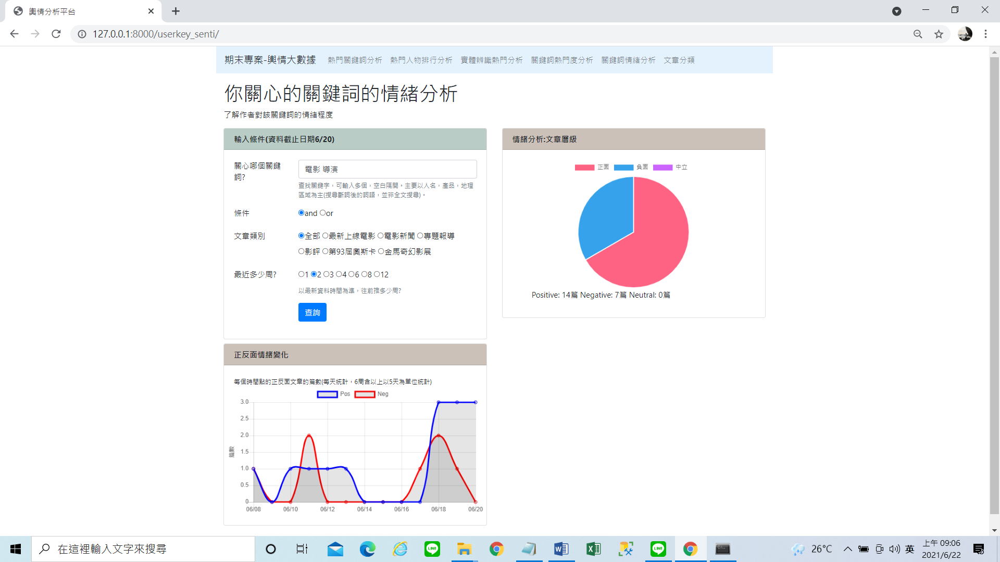 輿情分析平台
127.0.0.1:8000/userkey_senti/
期末專案-輿情大數據 熱門關鍵詞分析 熱門人物排行分析 實體辨識熱門分析 關鍵詞熱門度分析 關鍵詞情緒分析 文章分類
你關心的關鍵詞的情緒分析
了解作者對該關鍵詞的情緒程度
輸入條件(資料截止日期6/20)
關心哪個關鍵詞?
電影 導演
查找關鍵字，可輸入多個，空白隔開。主要以人名，產品，地理
區域為主(搜尋斷詞後的詞語，並非全文搜尋)。
條件
and or
文章類別
全部 最新上線電影 電影新聞 專題報導
影評 第93屆奧斯卡 金馬奇幻影展
最近多少周?
1 2 3 4 6 8 12
以最新資料時間為準，往前推多少周?
查詢
情緒分析:文章層級
正面 負面 中立
Positive: 14篇 Negative: 7篇 Neutral: 0篇
正反面情緒變化
每個時間點的正反面文章的篇數(每天統計，6周含以上以5天為單位統計)
Pos Neg
篇數
3.0
2.5
2.0
1.5
1.0
0.5
0
06/08 06/10 06/12 06/14 06/16 06/18 06/20
在這裡輸入文字來搜尋
LINE
LINE
26°C
英
上午 09:06
2021/6/22